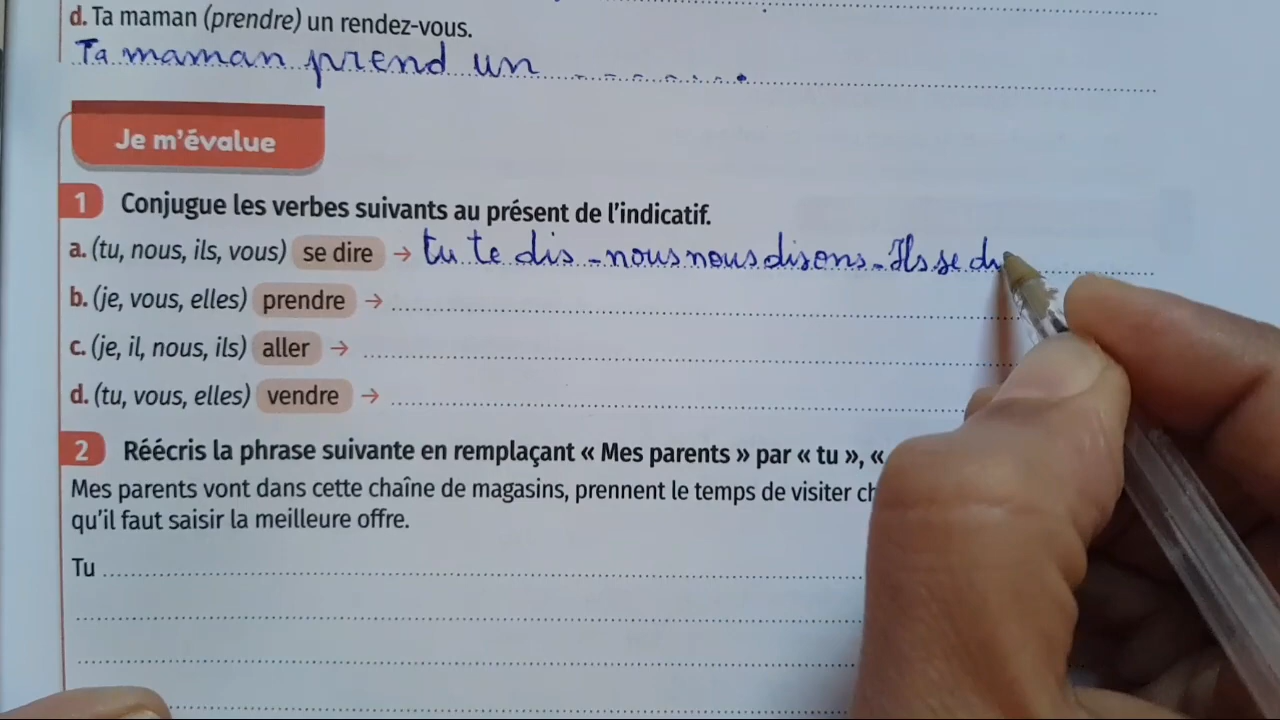 d. Ta maman (prendre) un rendez-vous.
Ta maman prend un .......
Je m'évalue
1 Conjugue les verbes suivants au présent de l'indicatif.
a. (tu, nous, ils, vous) se dire → tu te dis - nous nous disons - Ils se di
b. (je, vous, elles) prendre →
c. (je, il, nous, ils) aller →
d. (tu, vous, elles) vendre →
2 Réécris la phrase suivante en remplaçant « Mes parents » par « tu », «
Mes parents vont dans cette chaîne de magasins, prennent le temps de visiter
qu'il faut saisir la meilleure offre.
Tu